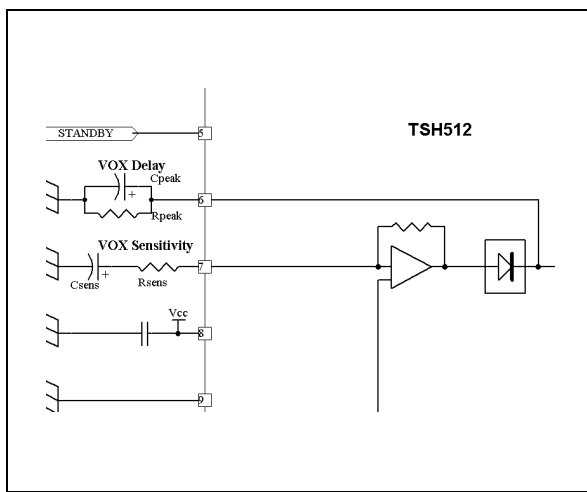 TSH512
STANDBY
5
VOX Delay
Cpeak
+
6
Rpeak
VOX Sensitivity
7
+
Csens
Rsens
Vcc
8
9